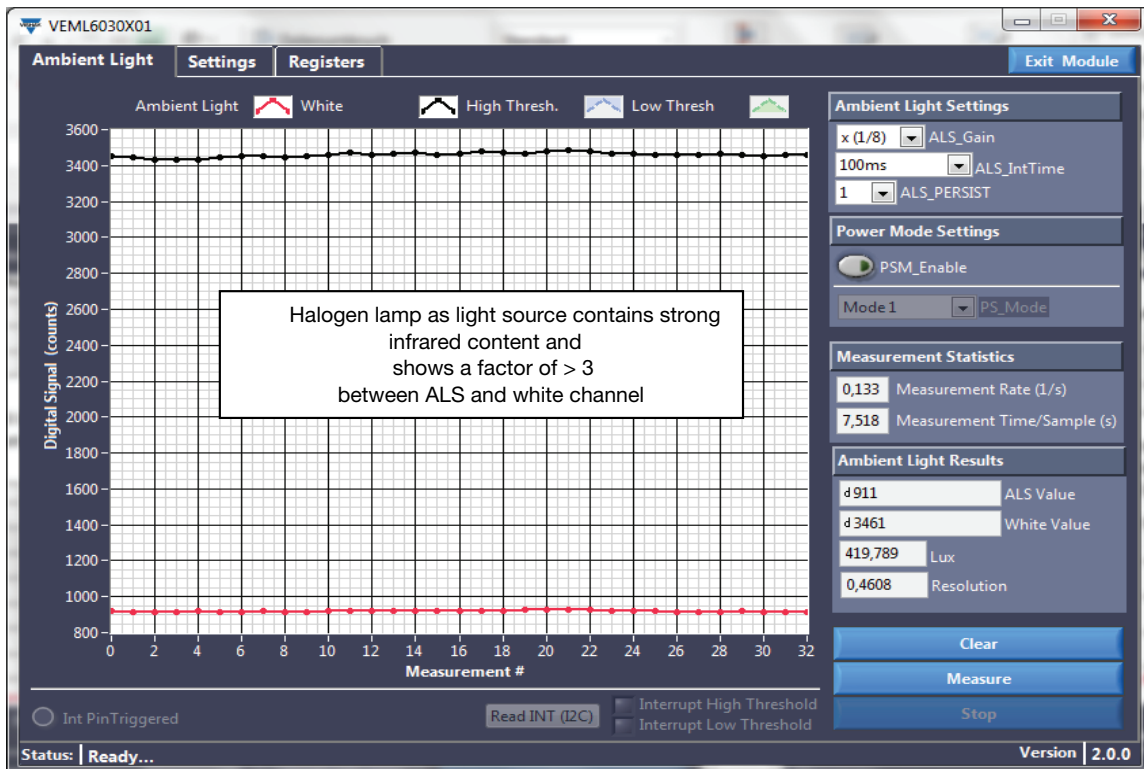 VEML6030X01
Ambient Light Settings Registers Exit Module
Ambient Light White High Thresh. Low Thresh
3600
3400
3200
3000
2800
2600
2400
2200
2000
1800
1600
1400
1200
1000
800
Digital Signal (counts)
0 2 4 6 8 10 12 14 16 18 20 22 24 26 28 30 32
Measurement #
Halogen lamp as light source contains strong
infrared content and
shows a factor of > 3
between ALS and white channel
Ambient Light Settings
x (1/8) ALS_Gain
100ms ALS_IntTime
1 ALS_PERSIST
Power Mode Settings
PSM_Enable
Mode 1 PS_Mode
Measurement Statistics
0,133 Measurement Rate (1/s)
7,518 Measurement Time/Sample (s)
Ambient Light Results
d 911 ALS Value
d 3461 White Value
419,789 Lux
0,4608 Resolution
Clear
Measure
Stop
Int PinTriggered
Read INT (I2C)
Interrupt High Threshold
Interrupt Low Threshold
Status: Ready...
Version 2.0.0